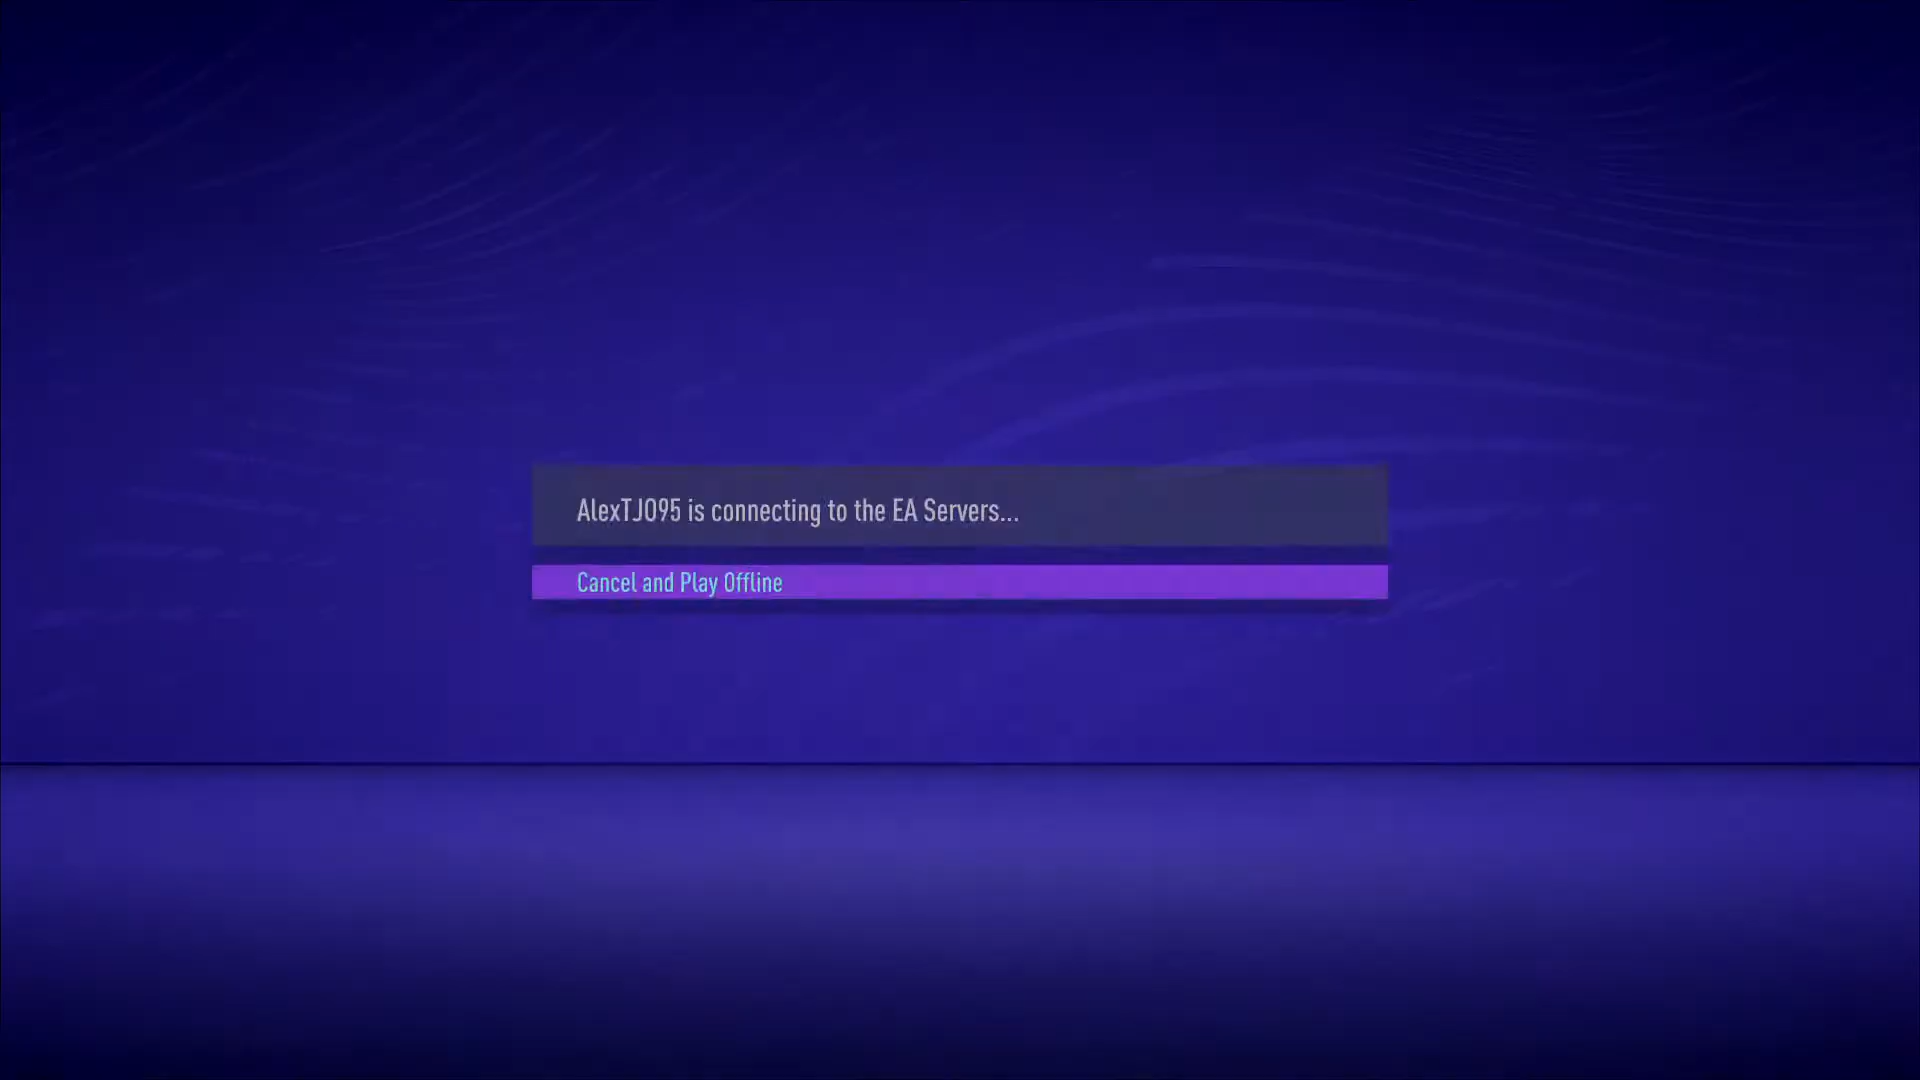 AlexTJ095 is connecting to the EA Servers...
Cancel and Play Offline